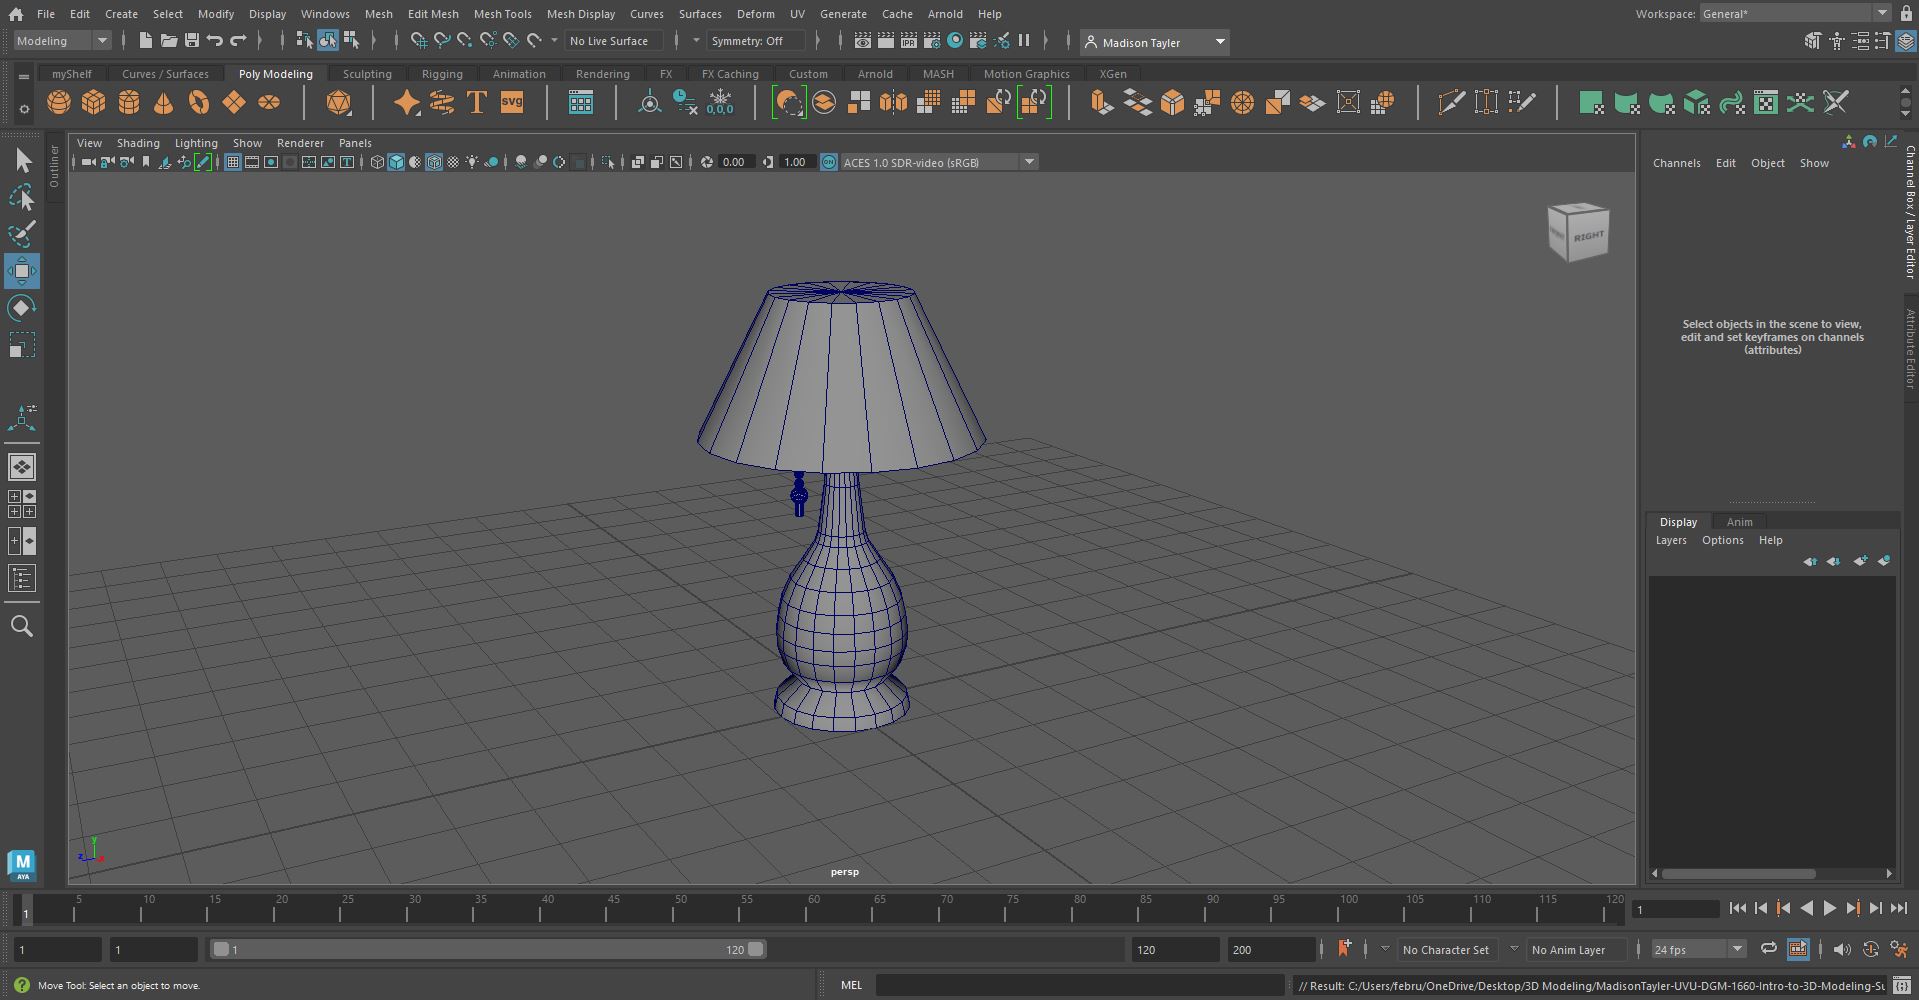 File Edit Create Select Modify Display Windows Mesh Edit Mesh Mesh Tools Mesh Display Curves Surfaces Deform UV Generate Cache Arnold Help Workspace: General*
Modeling No Live Surface Symmetry: Off IPR Madison Tayler
myShelf Curves / Surfaces Poly Modeling Sculpting Rigging Animation Rendering FX FX Caching Custom Arnold MASH Motion Graphics XGen
T SVG 0,0,0
View Shading Lighting Show Renderer Panels
0.00 1.00 ON ACES 1.0 SDR-video (sRGB)
Outliner
Channels Edit Object Show
Channel Box / Layer Editor
Attribute Editor
RIGHT
Select objects in the scene to view,
edit and set keyframes on channels
(attributes)
Display Anim
Layers Options Help
y
z x
persp
M
AYA
5 10 15 20 25 30 35 40 45 50 55 60 65 70 75 80 85 90 95 100 105 110 115 120
1 1
1 1 1 120 120 200 No Character Set No Anim Layer 24 fps
Move Tool: Select an object to move. MEL // Result: C:/Users/febru/OneDrive/Desktop/3D Modeling/MadisonTayler-UVU-DGM-1660-Intro-to-3D-Modeling-Su